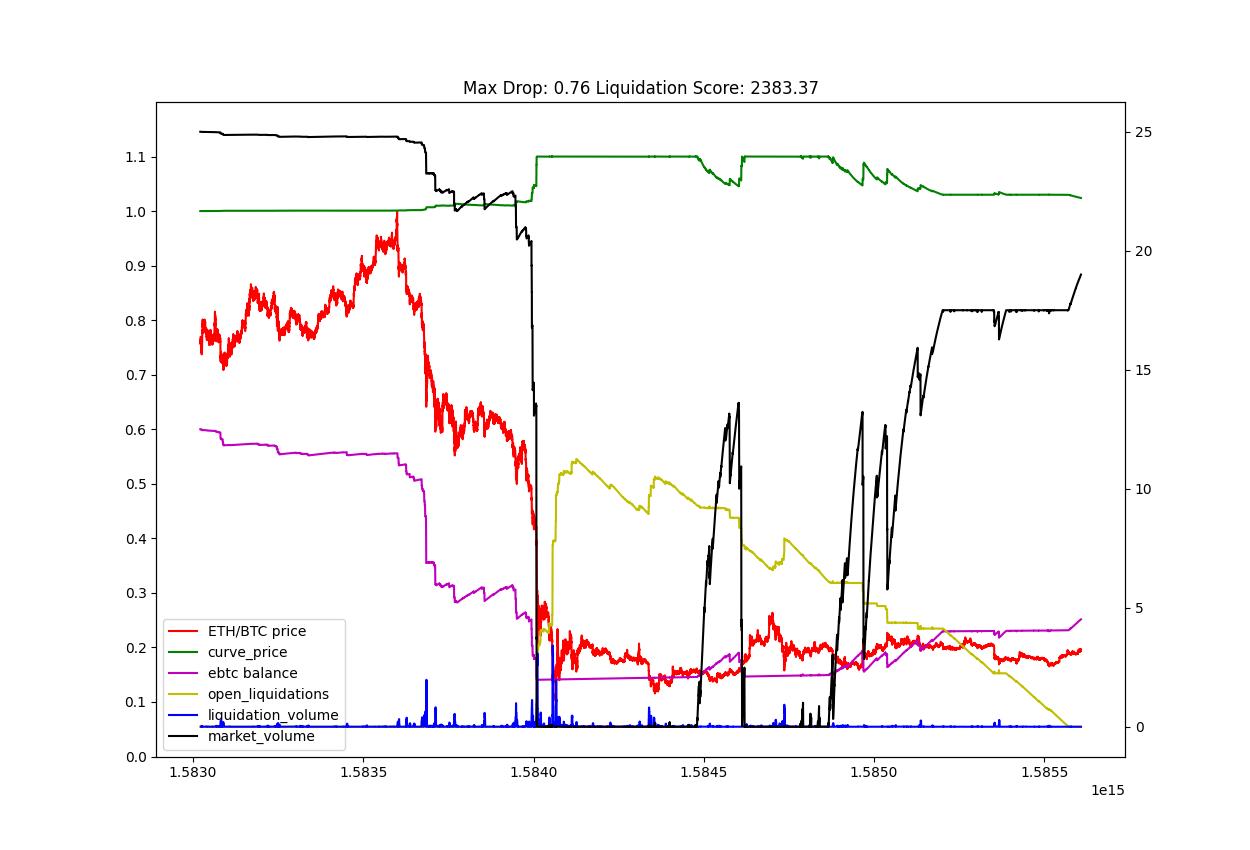 Max Drop: 0.76 Liquidation Score: 2383.37
1.1
1.0
0.9
0.8
0.7
0.6
0.5
0.4
0.3
0.2
0.1
0.0
25
20
15
10
5
0
ETH/BTC price
curve_price
ebtc balance
open_liquidations
liquidation_volume
market_volume
1.5830 1.5835 1.5840 1.5845 1.5850 1.5855
1e15